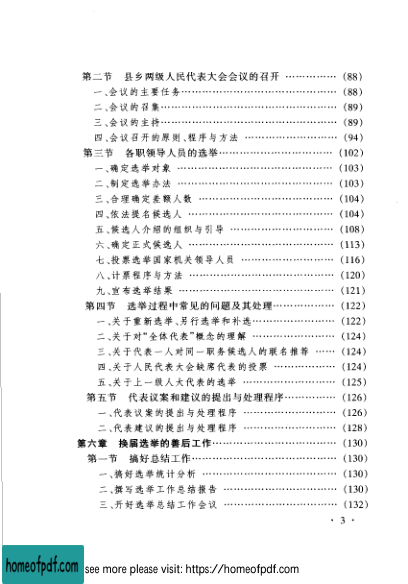 第二节 县乡两级人民代表大会会议的召开 ……………(88)
一、会议的主要任务……………………………………(88)
二、会议的召集…………………………………………(89)
三、会议的主持…………………………………………(89)
四、会议召开的原则、程序与方法 ……………………(94)
第三节 各职领导人员的选举……………………………(102)
一、确定选举对象 ……………………………………(103)
二、制定选举办法 ……………………………………(103)
三、合理确定差额人数 ………………………………(104)
四、依法提名候选人 …………………………………(104)
五、候选人介绍的组织与引导 ………………………(108)
六、确定正式候选人 …………………………………(113)
七、投票选举国家机关领导人员 ……………………(116)
八、计票程序与方法 …………………………………(120)
九、宣布选举结果 ……………………………………(121)
第四节 选举过程中常见的问题及其处理………………(122)
一、关于重新选举、另行选举和补选…………………(122)
二、关于对“全体代表”概念的理解 …………………(124)
三、关于代表一人对同一职务候选人的联名推荐 ……(124)
四、关于人民代表大会缺席代表的投票 ……………(124)
五、关于上一级人大代表的选举 ……………………(125)
第五节 代表议案和建议的提出与处理程序……………(126)
一、代表议案的提出与处理程序 ……………………(126)
二、代表建议的提出与处理程序 ……………………(128)
第六章 换届选举的善后工作……………………………(130)
第一节 搞好总结工作……………………………………(130)
一、搞好选举统计分析 ………………………………(130)
二、撰写选举工作总结报告 …………………………(130)
三、开好选举总结工作会议 …………………………(132)
· 3 ·
homeofpdf.com
see more please visit: https://homeofpdf.com